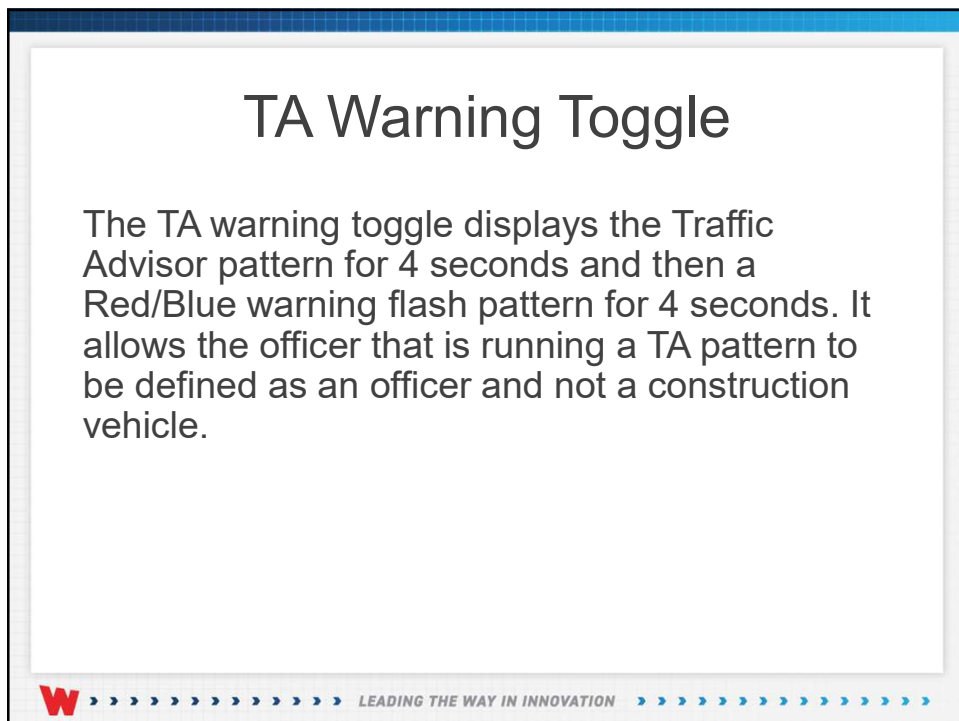 TA Warning Toggle
The TA warning toggle displays the Traffic
Advisor pattern for 4 seconds and then a
Red/Blue warning flash pattern for 4 seconds. It
allows the officer that is running a TA pattern to
be defined as an officer and not a construction
vehicle.
W LEADING THE WAY IN INNOVATION